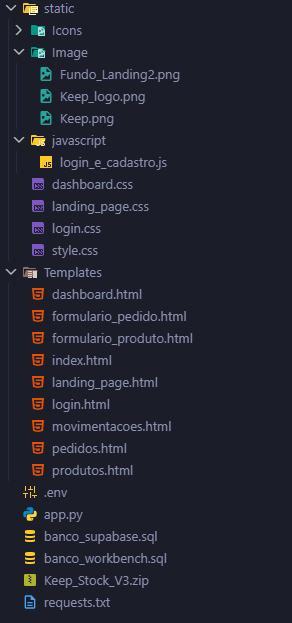 static
Icons
Image
Fundo_Landing2.png
Keep_logo.png
Keep.png
javascript
JS login_e_cadastro.js
dashboard.css
landing_page.css
login.css
style.css
Templates
dashboard.html
formulario_pedido.html
formulario_produto.html
index.html
landing_page.html
login.html
movimentacoes.html
pedidos.html
produtos.html
.env
app.py
banco_supabase.sql
banco_workbench.sql
Keep_Stock_V3.zip
requests.txt